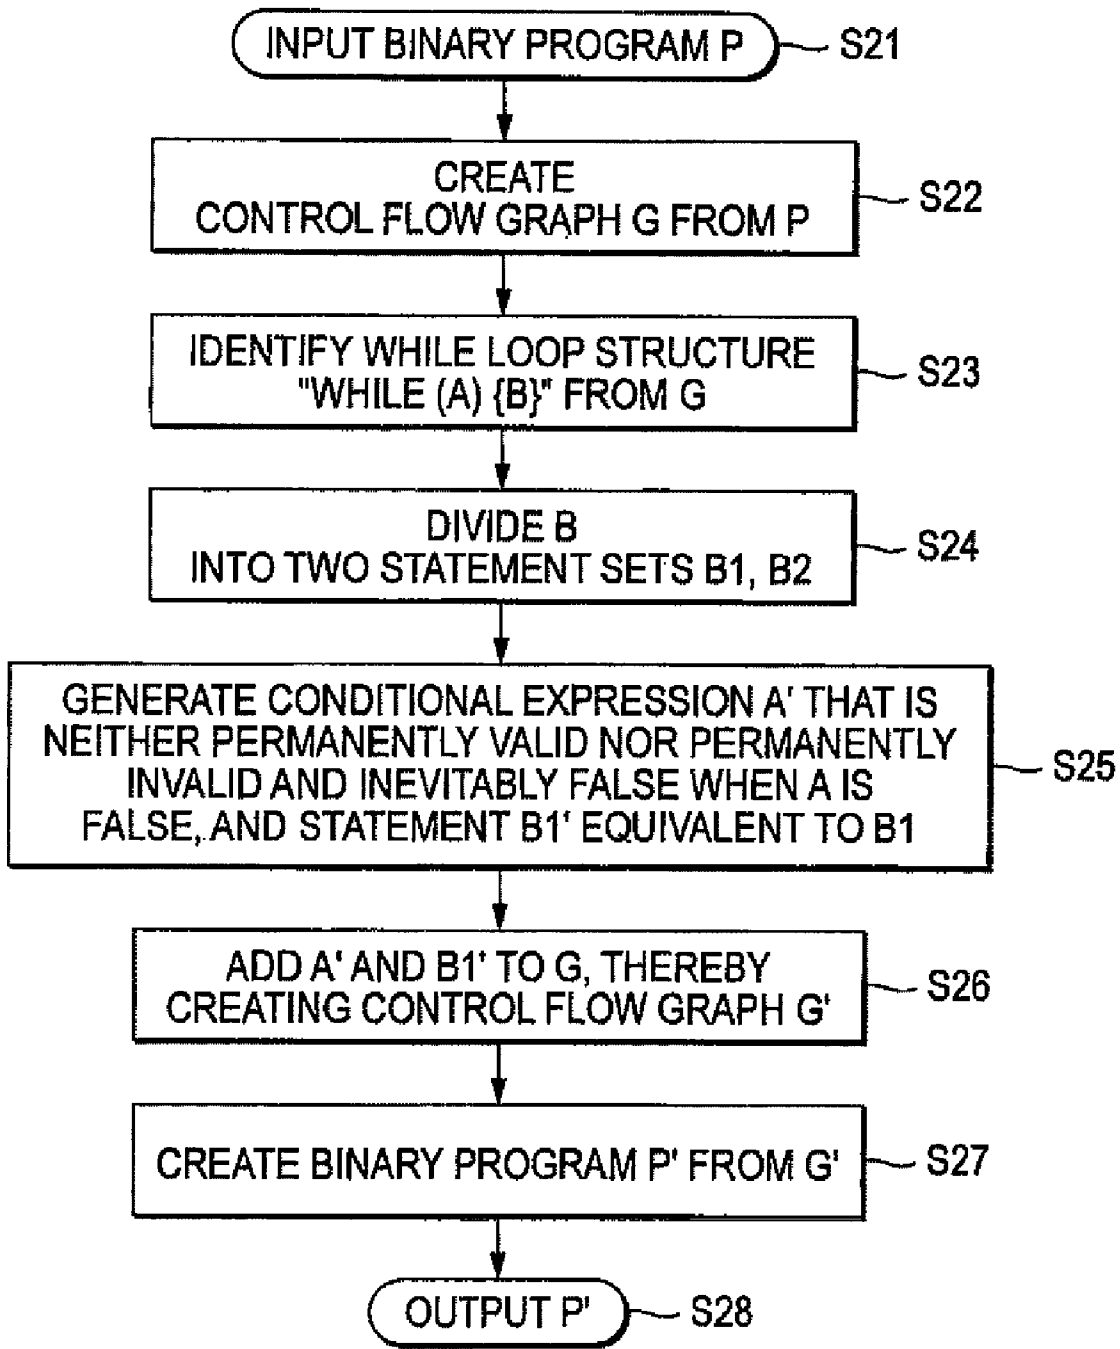 INPUT BINARY PROGRAM P
S21
CREATE
CONTROL FLOW GRAPH G FROM P
S22
IDENTIFY WHILE LOOP STRUCTURE
"WHILE (A) {B}" FROM G
S23
DIVIDE B
INTO TWO STATEMENT SETS B1, B2
S24
GENERATE CONDITIONAL EXPRESSION A' THAT IS
NEITHER PERMANENTLY VALID NOR PERMANENTLY
INVALID AND INEVITABLY FALSE WHEN A IS
FALSE, AND STATEMENT B1' EQUIVALENT TO B1
S25
ADD A' AND B1' TO G, THEREBY
CREATING CONTROL FLOW GRAPH G'
S26
CREATE BINARY PROGRAM P' FROM G'
S27
OUTPUT P'
S28